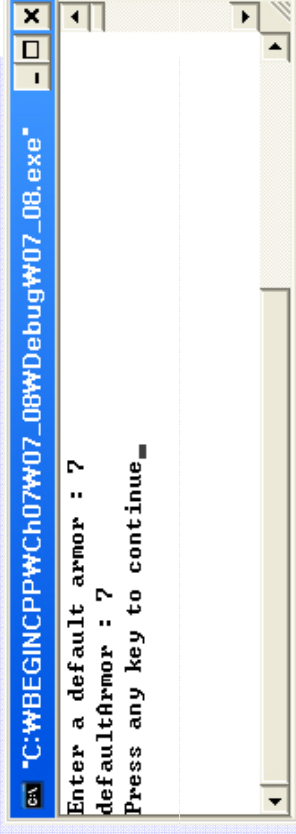 "C:₩BEGINCPP₩Ch07₩07_08₩Debug₩07_08.exe"
Enter a default armor : 7
defaultArmor : 7
Press any key to continue